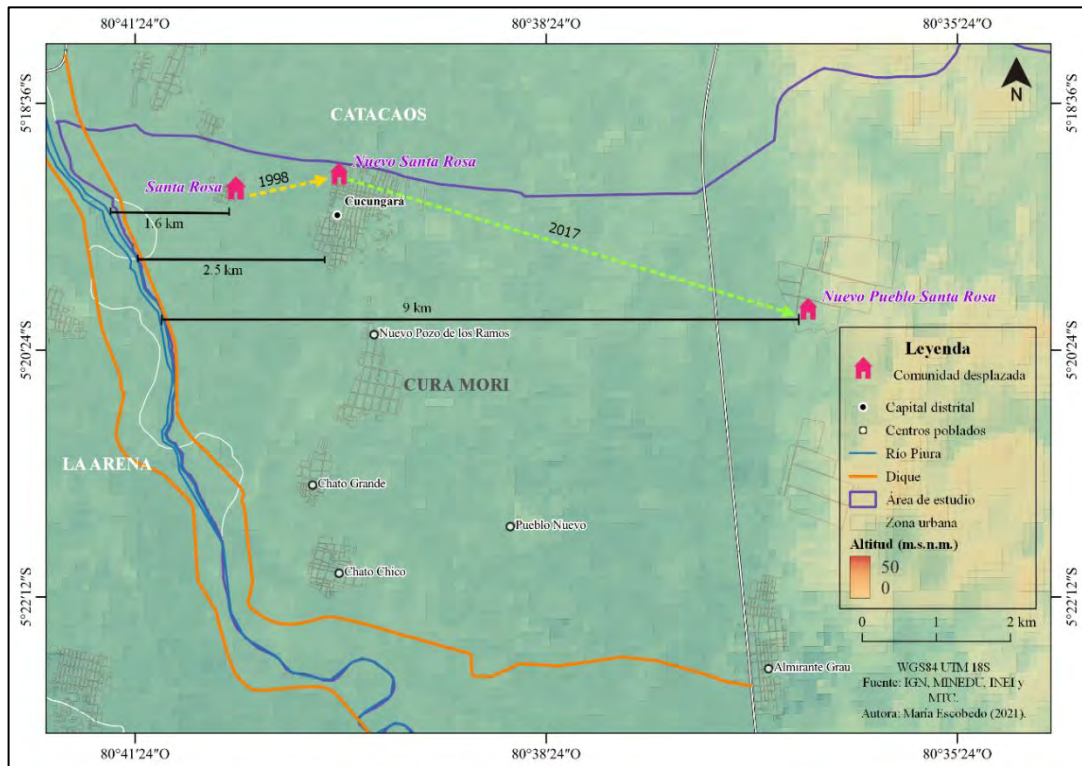 80°41'24"O
80°38'24"O
80°35'24"O
5°18'36"S
5°18'36"S
N
CATACAOS
Santa Rosa
1998
Nuevo Santa Rosa
Cucungará
1.6 km
2.5 km
2017
9 km
Nuevo Pueblo Santa Rosa
5°20'24"S
5°20'24"S
Nuevo Pozo de los Ramos
CURA MORI
LA ARENA
Chato Grande
Pueblo Nuevo
Chato Chico
Almirante Grau
5°22'12"S
5°22'12"S
Leyenda
Comunidad desplazada
Capital distrital
Centros poblados
Río Piura
Dique
Área de estudio
Zona urbana
Altitud (m.s.n.m.)
50
0
0 1 2 km
WGS84 UTM 18S
Fuente: IGN, MINEDU, INEI y
MTC.
Autora: María Escobedo (2021).
80°41'24"O
80°38'24"O
80°35'24"O